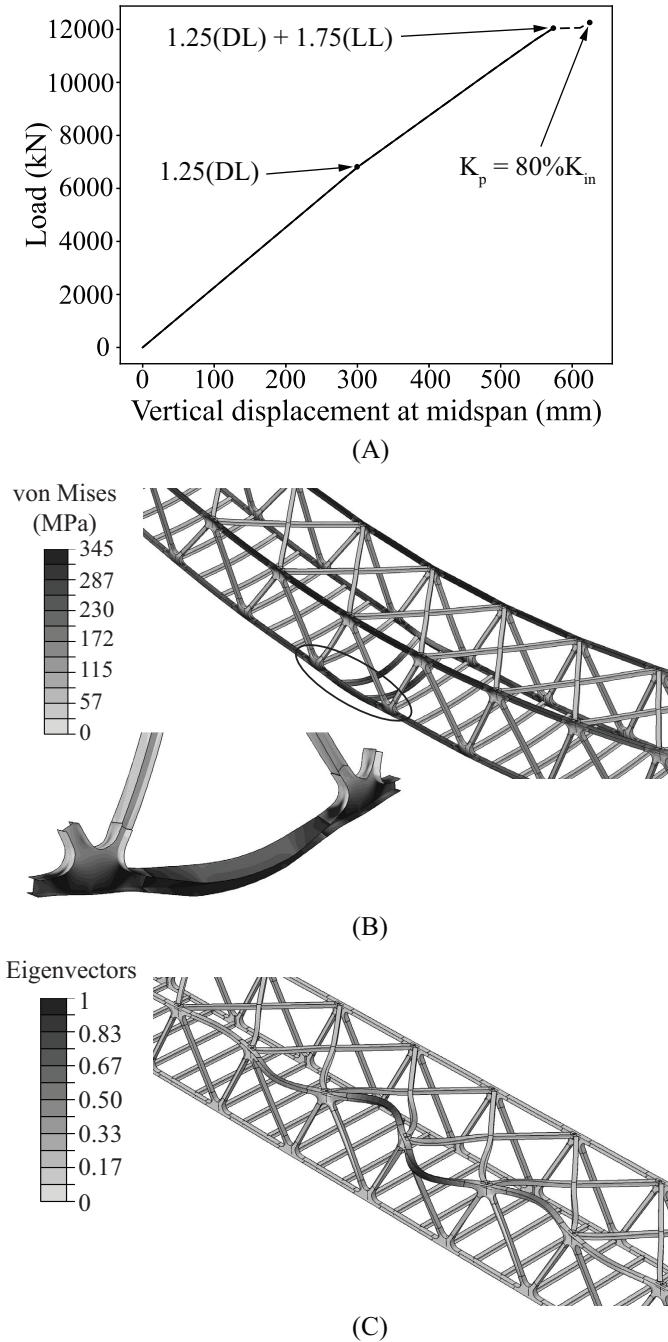 12000
10000
8000
6000
4000
2000
0
Load (kN)
1.25(DL) + 1.75(LL)
1.25(DL)
K_p = 80%K_in
0 100 200 300 400 500 600
Vertical displacement at midspan (mm)
(A)
von Mises
(MPa)
345
287
230
172
115
57
0
(B)
Eigenvectors
1
0.83
0.67
0.50
0.33
0.17
0
(C)